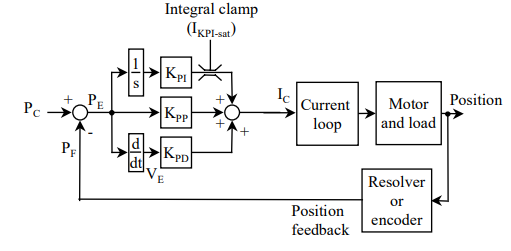 Integral clamp
(I_KPI-sat)
1
s
K_PI
P_C
+
P_E
-
K_PP
+
+
+
I_C
Current
loop
Motor
and load
Position
d
dt
K_PD
V_E
P_F
Resolver
or
encoder
Position
feedback